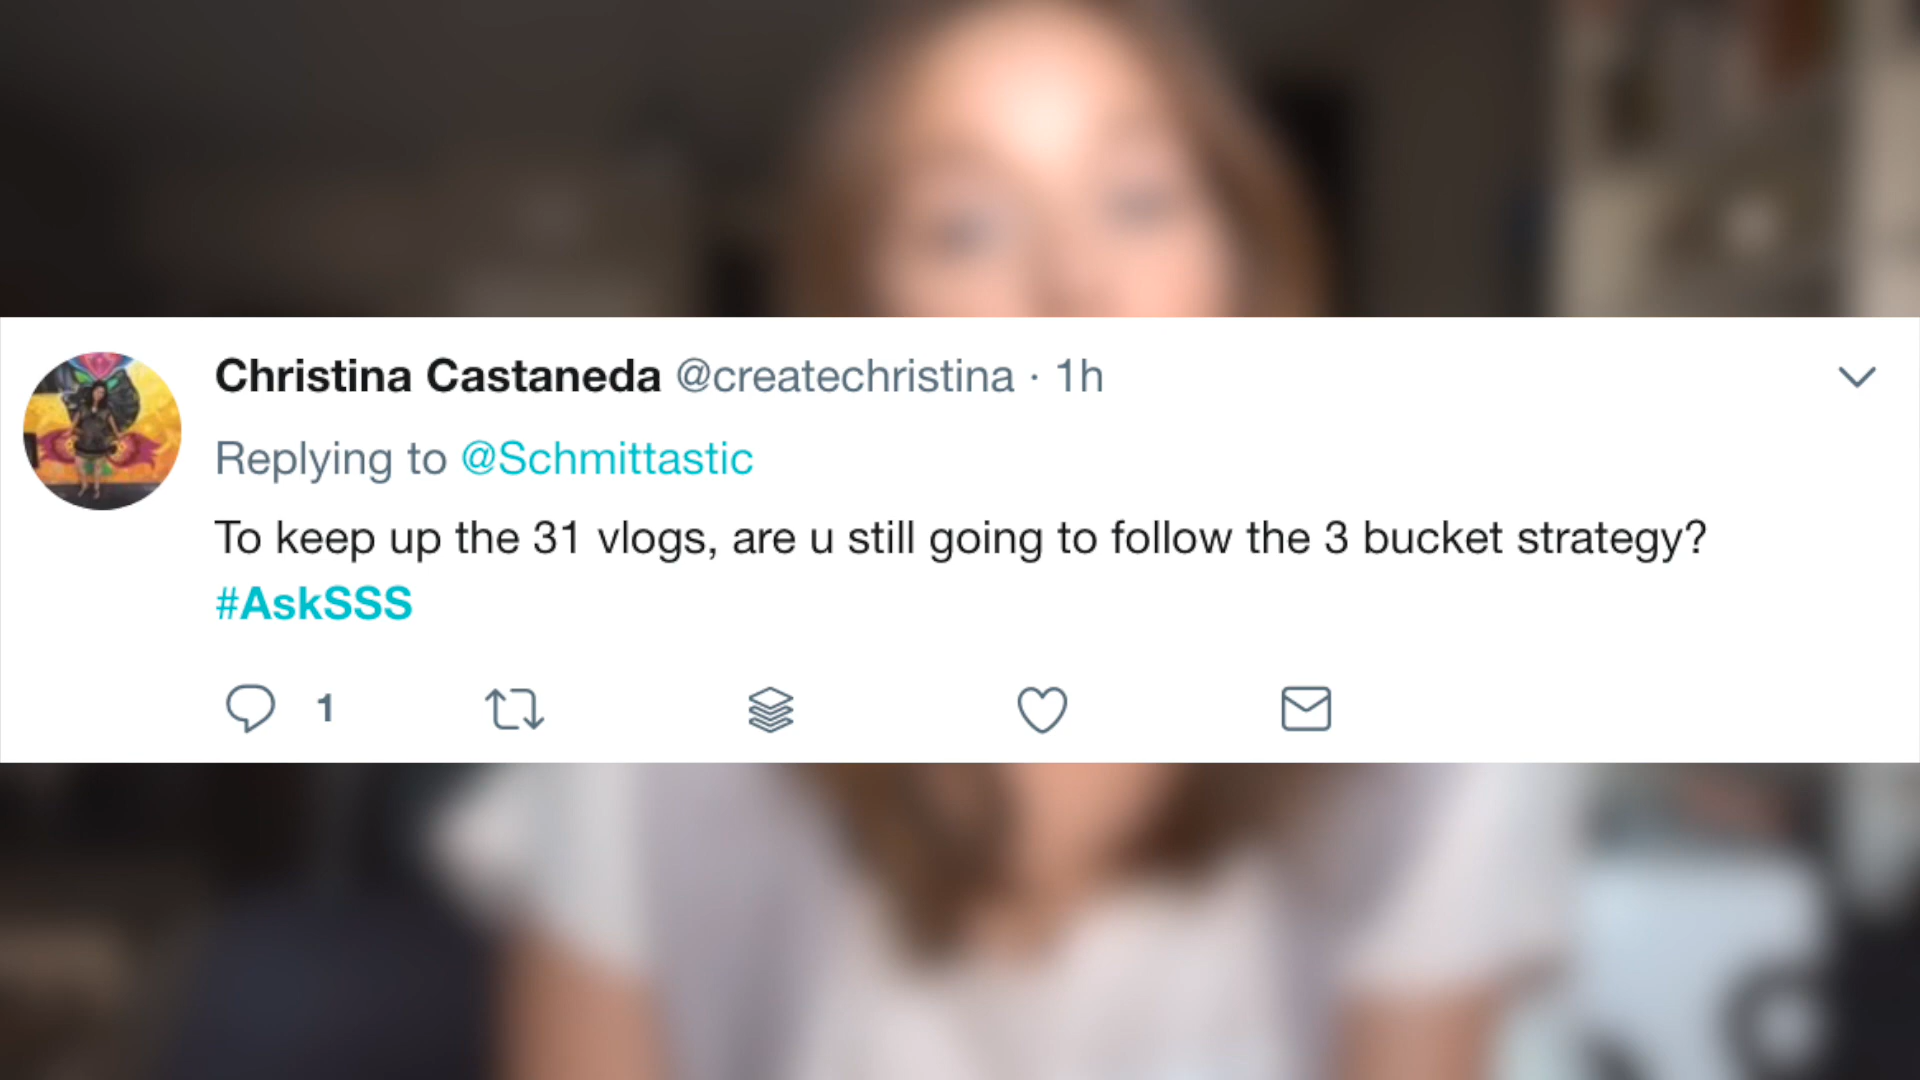 Christina Castaneda @createchristina · 1h
Replying to @Schmittastic
To keep up the 31 vlogs, are u still going to follow the 3 bucket strategy?
#AskSSS
1